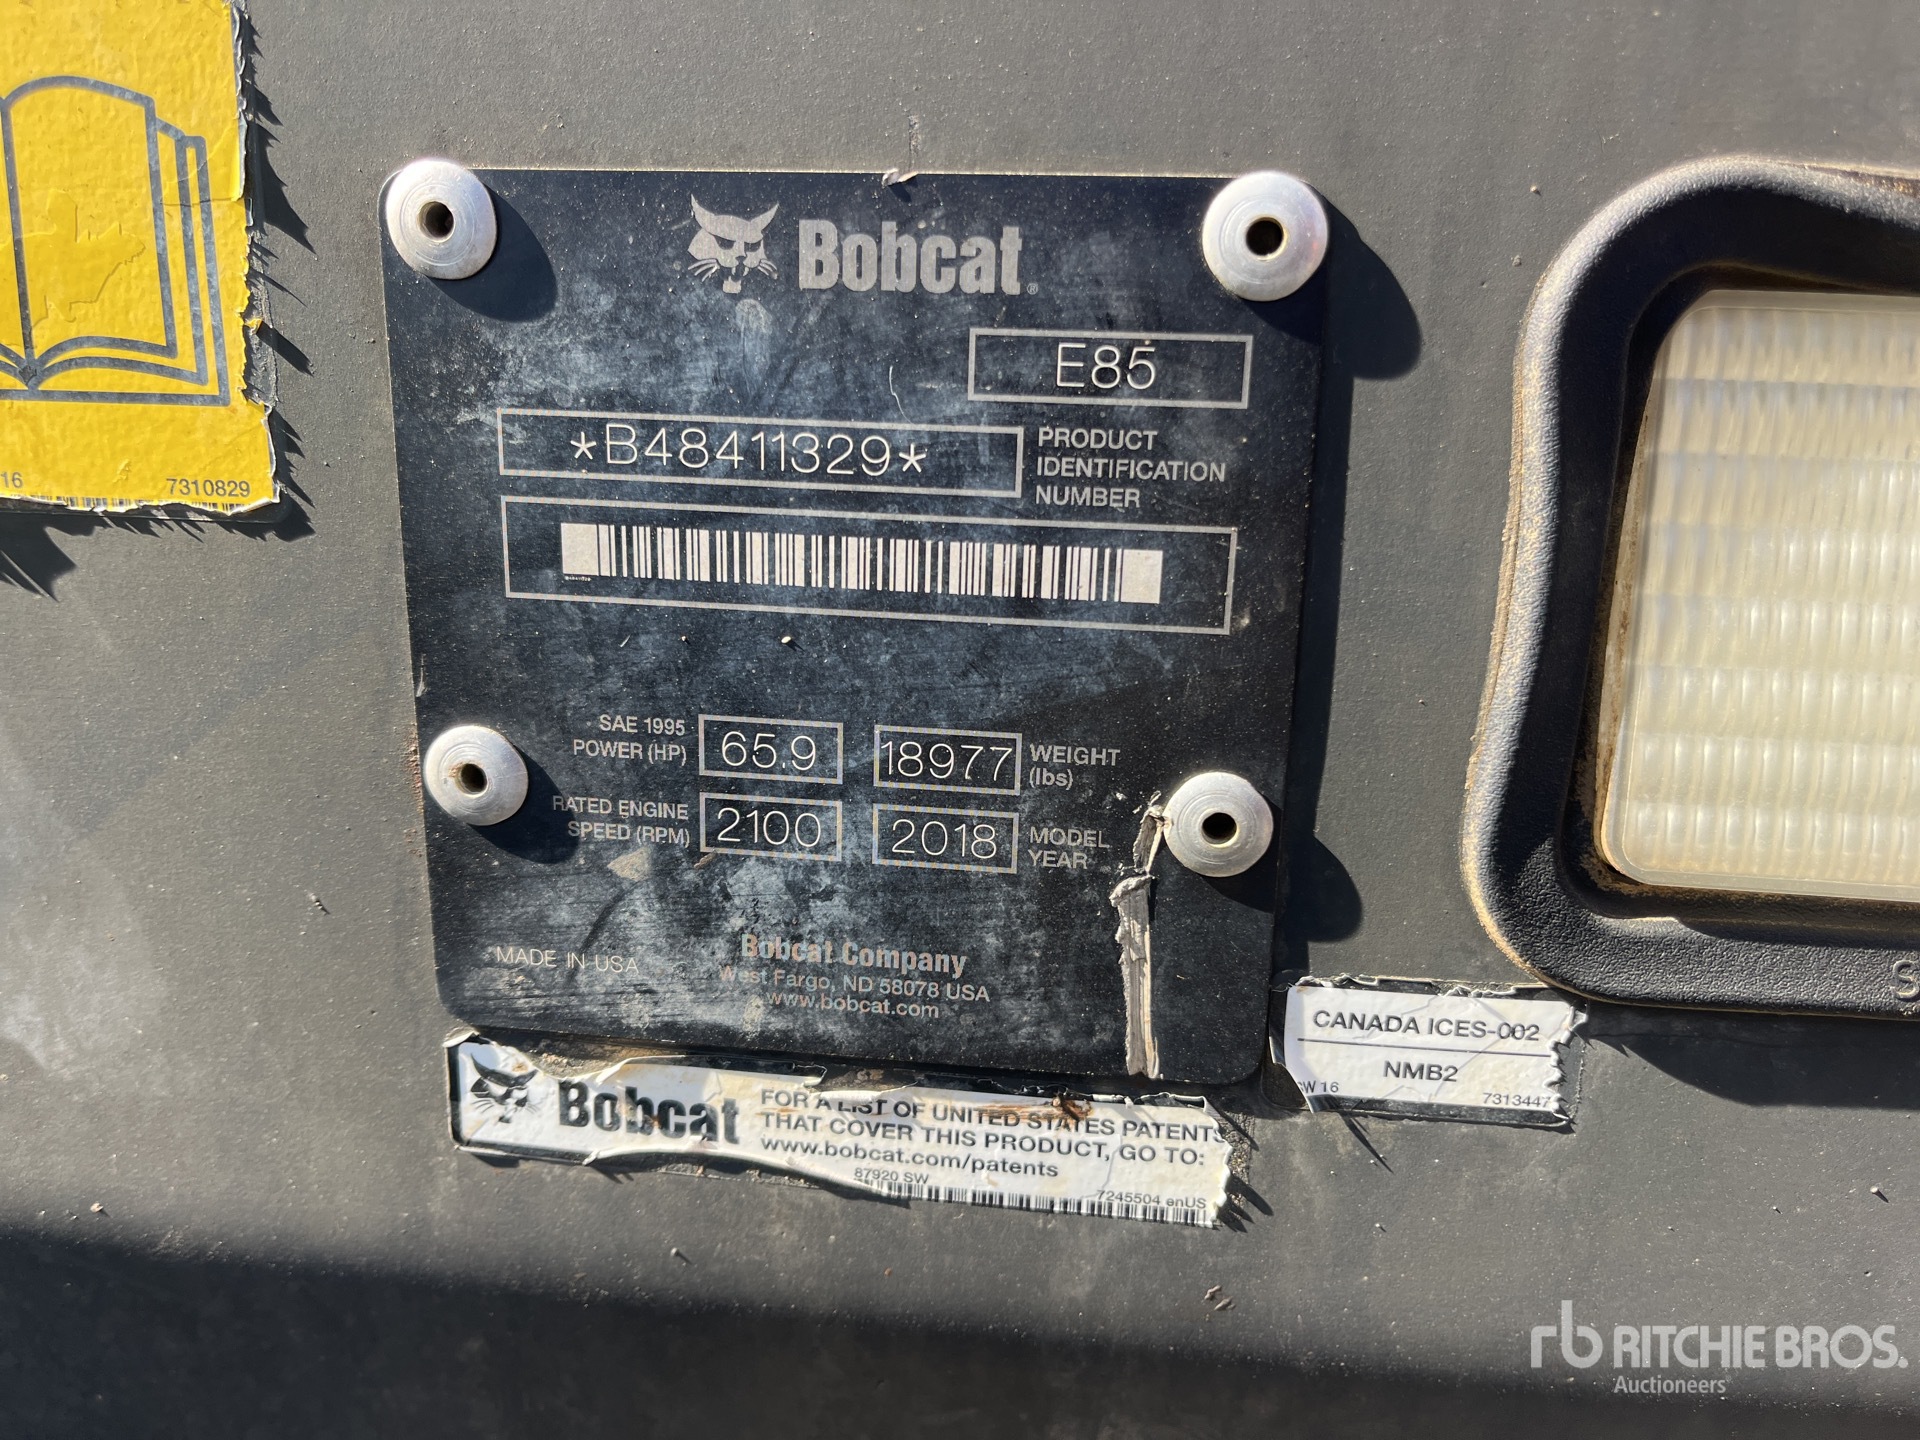 Bobcat®
E85
*B48411329*
PRODUCT
IDENTIFICATION
NUMBER
SAE 1995
POWER (HP)
65.9
18977
WEIGHT
(lbs)
RATED ENGINE
SPEED (RPM)
2100
2018
MODEL
YEAR
MADE IN USA
Bobcat Company
West Fargo, ND 58078 USA
www.bobcat.com
16
7310829
Bobcat
FOR A LIST OF UNITED STATES PATENTS
THAT COVER THIS PRODUCT, GO TO:
www.bobcat.com/patents
87920 SW
7245504 enUS
CANADA ICES-002
NMB2
W 16
7313447
rb RITCHIE BROS.
Auctioneers